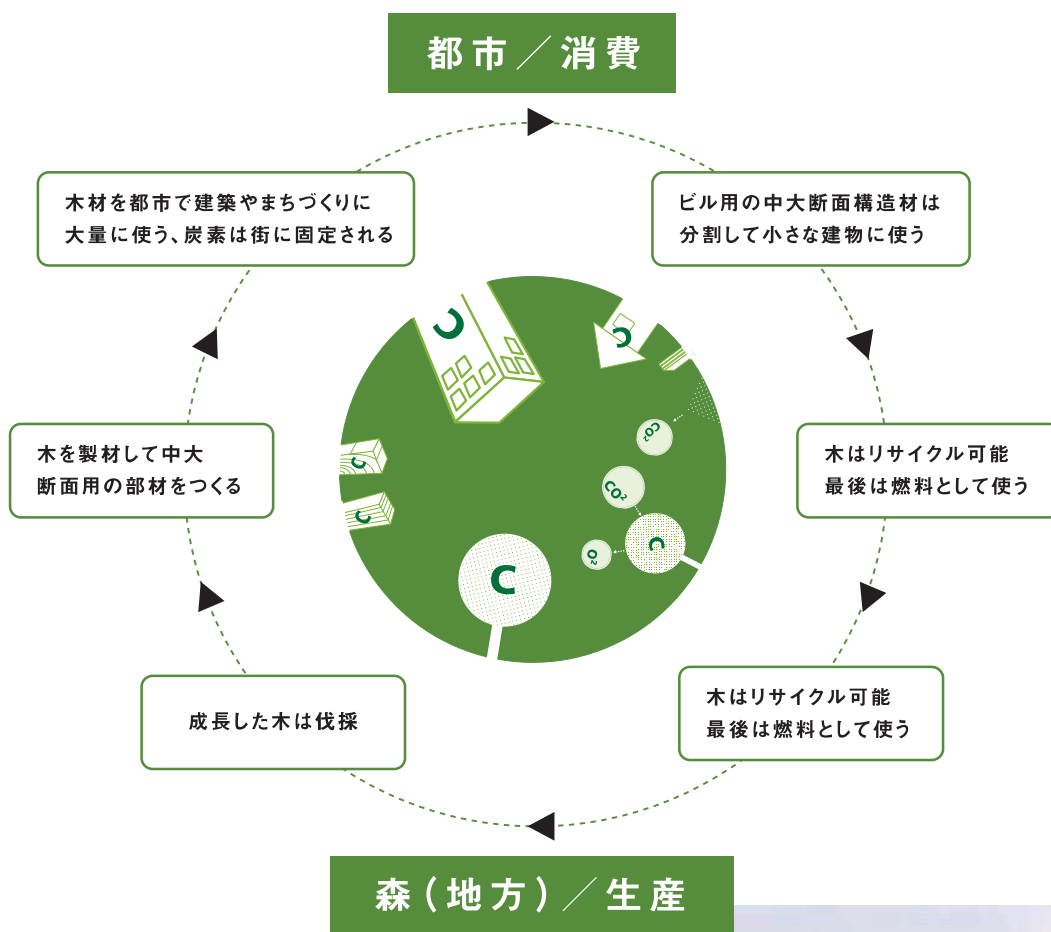 都市／消費
木材を都市で建築やまちづくりに
大量に使う、炭素は街に固定される
ビル用の中大断面構造材は
分割して小さな建物に使う
木を製材して中大
断面用の部材をつくる
木はリサイクル可能
最後は燃料として使う
成長した木は伐採
木はリサイクル可能
最後は燃料として使う
C
C
C
C
CO²
CO²
C
O²
C
森（地方）／生産